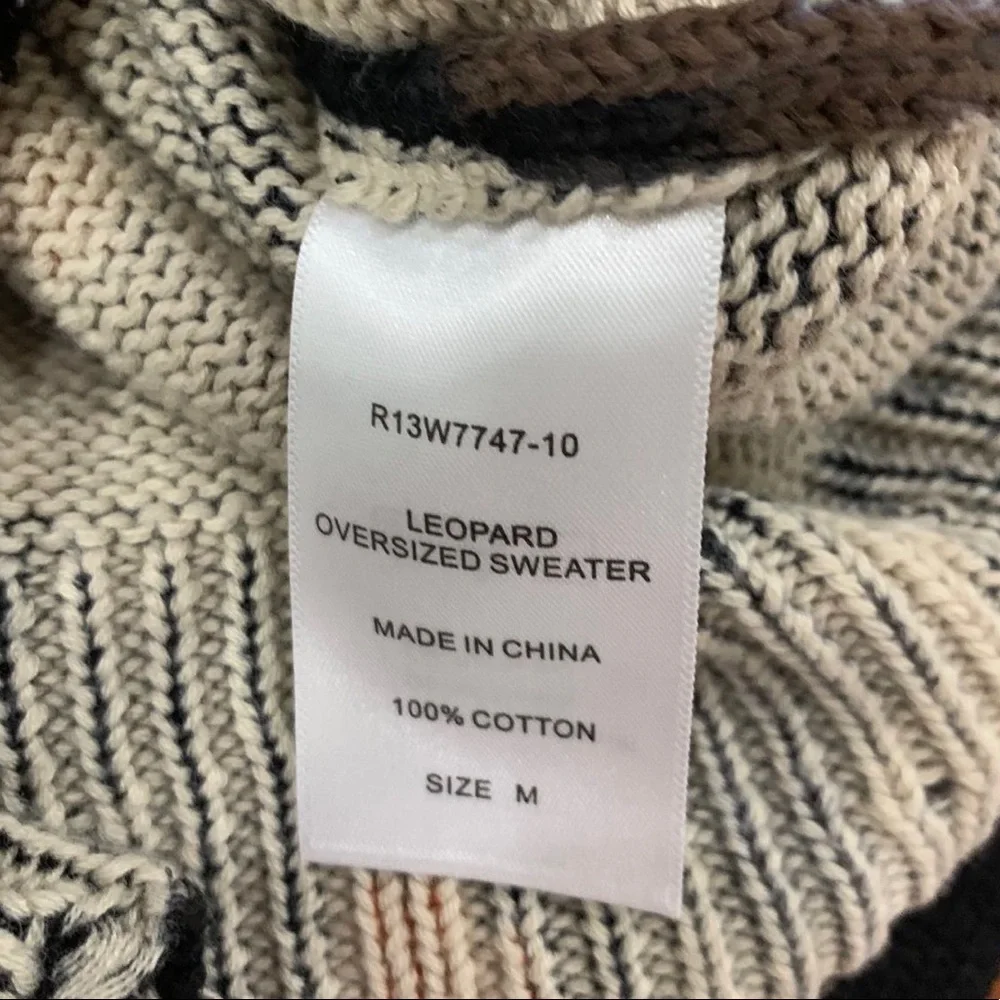 R13W7747-10
LEOPARD
OVERSIZED SWEATER
MADE IN CHINA
100% COTTON
SIZE M